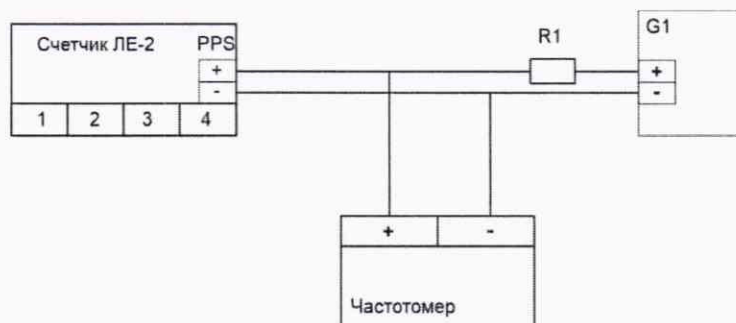 Счетчик ЛЕ-2 PPS
+
-
1 2 3 4
R1
G1
+
-
+ -
Частотомер